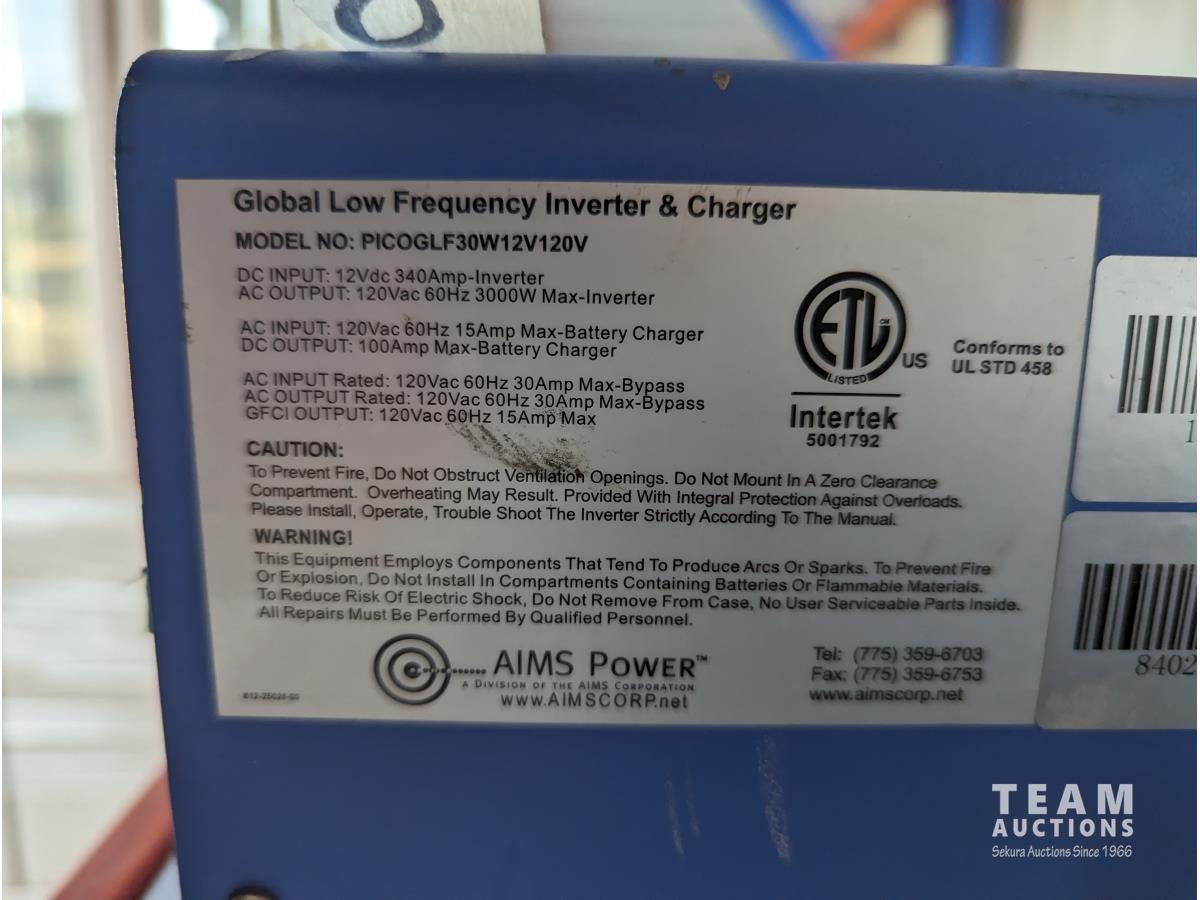 Global Low Frequency Inverter & Charger
MODEL NO: PICOGLF30W12V120V
DC INPUT: 12Vdc 340Amp-Inverter
AC OUTPUT: 120Vac 60Hz 3000W Max-Inverter
AC INPUT: 120Vac 60Hz 15Amp Max-Battery Charger
DC OUTPUT: 100Amp Max-Battery Charger
AC INPUT Rated: 120Vac 60Hz 30Amp Max-Bypass
AC OUTPUT Rated: 120Vac 60Hz 30Amp Max-Bypass
GFCI OUTPUT: 120Vac 60Hz 15Amp Max
ETL CM
LISTED
US
Intertek
5001792
Conforms to
UL STD 458
CAUTION:
To Prevent Fire, Do Not Obstruct Ventilation Openings. Do Not Mount In A Zero Clearance
Compartment. Overheating May Result. Provided With Integral Protection Against Overloads.
Please Install, Operate, Trouble Shoot The Inverter Strictly According To The Manual.
WARNING!
This Equipment Employs Components That Tend To Produce Arcs Or Sparks. To Prevent Fire
Or Explosion, Do Not Install In Compartments Containing Batteries Or Flammable Materials.
To Reduce Risk Of Electric Shock, Do Not Remove From Case, No User Serviceable Parts Inside.
All Repairs Must Be Performed By Qualified Personnel.
AIMS POWER™
A DIVISION OF THE AIMS CORPORATION
www.AIMSCORP.net
Tel: (775) 359-6703
Fax: (775) 359-6753
www.aimscorp.net
1
8402
TEAM
AUCTIONS
Sekura Auctions Since 1966